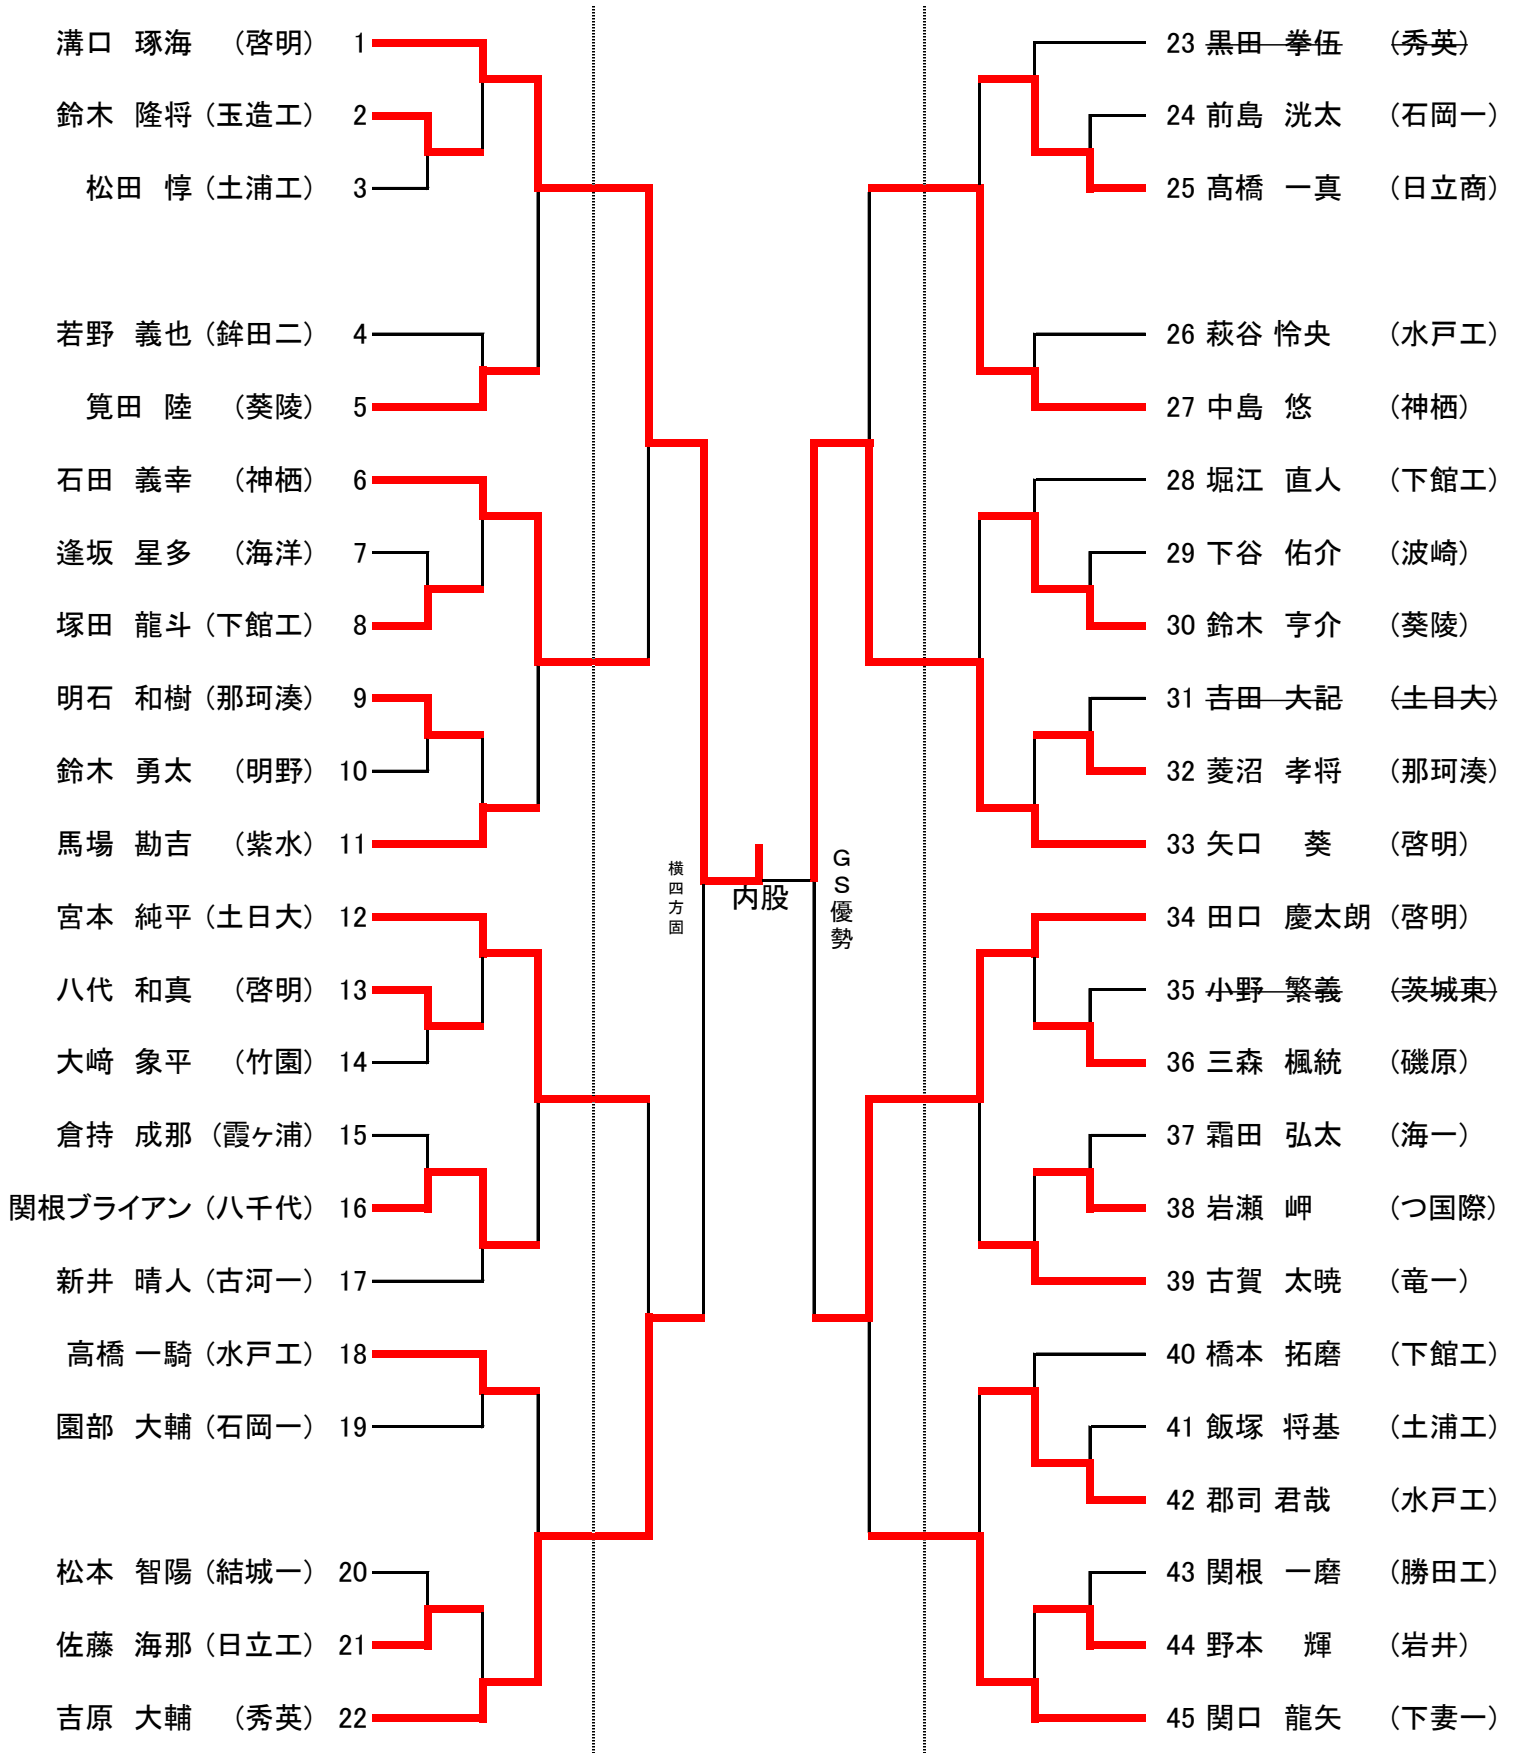 溝口 琢海 (啓明) 1
鈴木 隆将 (玉造工) 2
松田 惇 (土浦工) 3
若野 義也 (鉾田二) 4
筧田 陸 (葵陵) 5
石田 義幸 (神栖) 6
逢坂 星多 (海洋) 7
塚田 龍斗 (下館工) 8
明石 和樹 (那珂湊) 9
鈴木 勇太 (明野) 10
馬場 勘吉 (紫水) 11
宮本 純平 (土日大) 12
八代 和真 (啓明) 13
大﨑 象平 (竹園) 14
倉持 成那 (霞ヶ浦) 15
関根ブライアン (八千代) 16
新井 晴人 (古河一) 17
高橋 一騎 (水戸工) 18
園部 大輔 (石岡一) 19
松本 智陽 (結城一) 20
佐藤 海那 (日立工) 21
吉原 大輔 (秀英) 22
横四方固
内股
GS優勢
23 黒田 拳伍 (秀英)
24 前島 洸太 (石岡一)
25 髙橋 一真 (日立商)
26 萩谷 怜央 (水戸工)
27 中島 悠 (神栖)
28 堀江 直人 (下館工)
29 下谷 佑介 (波崎)
30 鈴木 亨介 (葵陵)
31 吉田 大記 (土日大)
32 菱沼 孝将 (那珂湊)
33 矢口 葵 (啓明)
34 田口 慶太朗 (啓明)
35 小野 繁義 (茨城東)
36 三森 楓統 (磯原)
37 霜田 弘太 (海一)
38 岩瀬 岬 (つ国際)
39 古賀 太暁 (竜一)
40 橋本 拓磨 (下館工)
41 飯塚 将基 (土浦工)
42 郡司 君哉 (水戸工)
43 関根 一磨 (勝田工)
44 野本 輝 (岩井)
45 関口 龍矢 (下妻一)